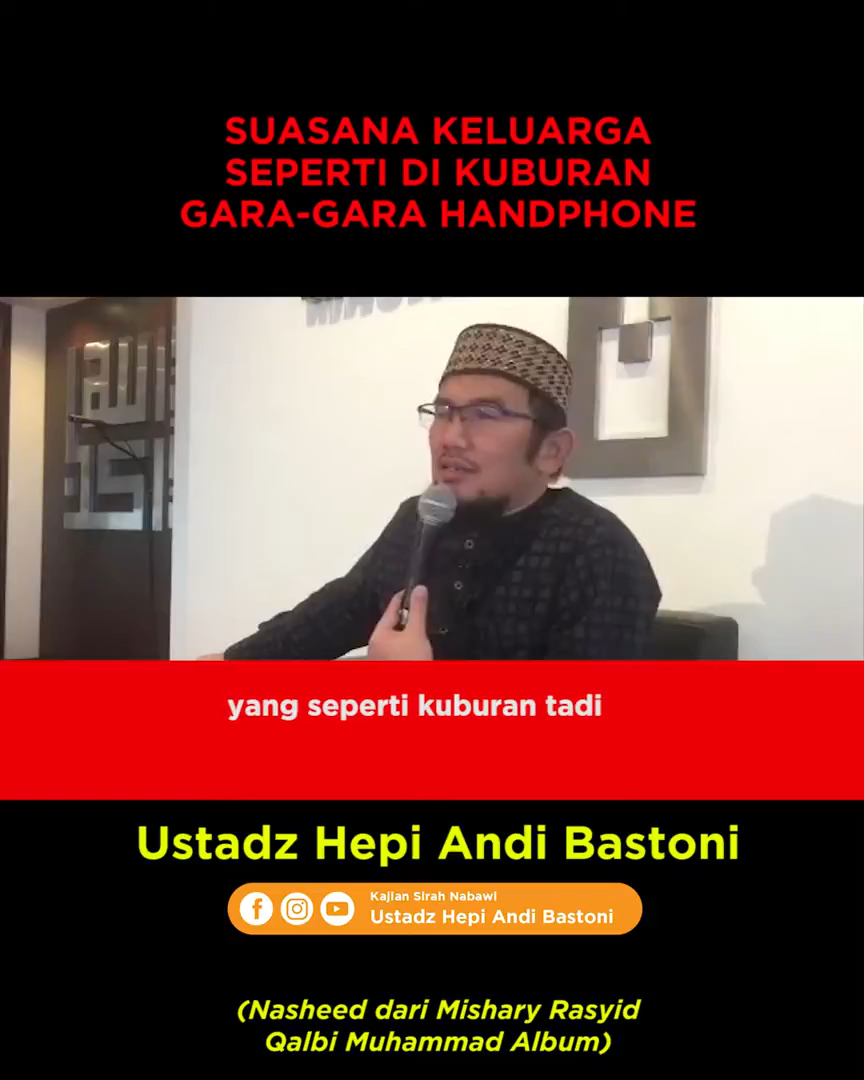 SUASANA KELUARGA
SEPERTI DI KUBURAN
GARA-GARA HANDPHONE
yang seperti kuburan tadi
Ustadz Hepi Andi Bastoni
Kajian Sirah Nabawi
Ustadz Hepi Andi Bastoni
(Nasheed dari Mishary Rasyid
Qalbi Muhammad Album)